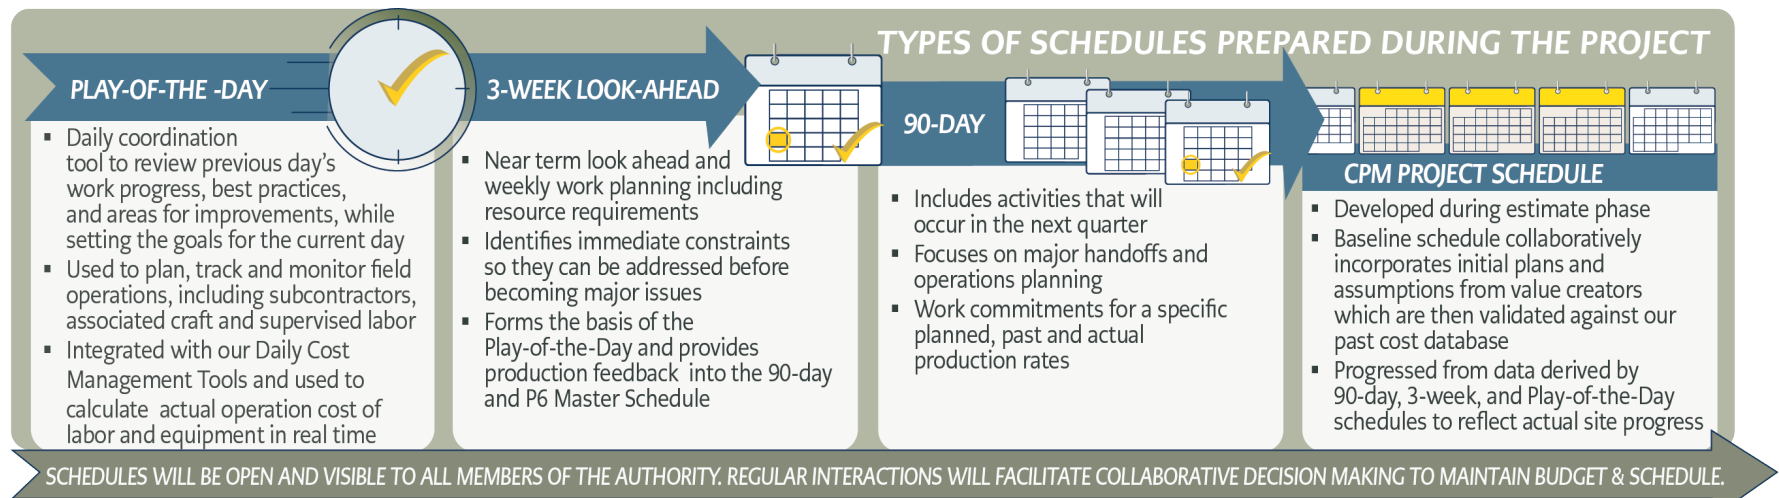 TYPES OF SCHEDULES PREPARED DURING THE PROJECT
PLAY-OF-THE -DAY
▪ Daily coordination
tool to review previous day's
work progress, best practices,
and areas for improvements, while
setting the goals for the current day
▪ Used to plan, track and monitor field
operations, including subcontractors,
associated craft and supervised labor
▪ Integrated with our Daily Cost
Management Tools and used to
calculate actual operation cost of
labor and equipment in real time
3-WEEK LOOK-AHEAD
▪ Near term look ahead and
weekly work planning including
resource requirements
▪ Identifies immediate constraints
so they can be addressed before
becoming major issues
▪ Forms the basis of the
Play-of-the-Day and provides
production feedback into the 90-day
and P6 Master Schedule
90-DAY
▪ Includes activities that will
occur in the next quarter
▪ Focuses on major handoffs and
operations planning
▪ Work commitments for a specific
planned, past and actual
production rates
CPM PROJECT SCHEDULE
▪ Developed during estimate phase
▪ Baseline schedule collaboratively
incorporates initial plans and
assumptions from value creators
which are then validated against our
past cost database
▪ Progressed from data derived by
90-day, 3-week, and Play-of-the-Day
schedules to reflect actual site progress
SCHEDULES WILL BE OPEN AND VISIBLE TO ALL MEMBERS OF THE AUTHORITY. REGULAR INTERACTIONS WILL FACILITATE COLLABORATIVE DECISION MAKING TO MAINTAIN BUDGET & SCHEDULE.